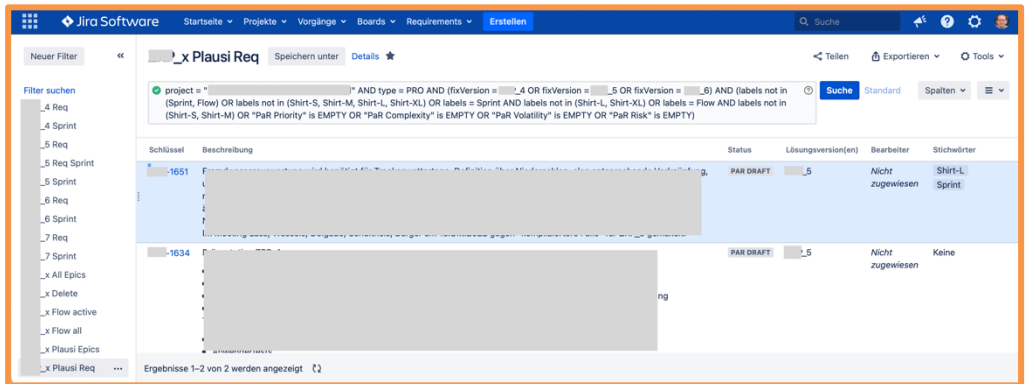 Jira Software Startseite Projekte Vorgänge Boards Requirements Erstellen Suche
Neuer Filter « _x Plausi Req Speichern unter Details Teilen Exportieren Tools
Filter suchen
_4 Req
_4 Sprint
_5 Req
_5 Req Sprint
_5 Sprint
_6 Req
_6 Sprint
_7 Req
_7 Sprint
_x All Epics
_x Delete
_x Flow active
_x Flow all
_x Plausi Epics
_x Plausi Req ...
project = " " AND type = PRO AND (fixVersion = _4 OR fixVersion = _5 OR fixVersion = _6) AND (labels not in
(Sprint, Flow) OR labels not in (Shirt-S, Shirt-M, Shirt-L, Shirt-XL) OR labels = Sprint AND labels not in (Shirt-L, Shirt-XL) OR labels = Flow AND labels not in
(Shirt-S, Shirt-M) OR "PaR Priority" is EMPTY OR "PaR Complexity" is EMPTY OR "PaR Volatility" is EMPTY OR "PaR Risk" is EMPTY)
Suche Standard Spalten
Schlüssel Beschreibung Status Lösungsversion(en) Bearbeiter Stichwörter
-1651 PAR DRAFT _5 Nicht Shirt-L
zugewiesen Sprint
-1634 PAR DRAFT _5 Nicht Keine
zugewiesen
ng
Ergebnisse 1–2 von 2 werden angezeigt